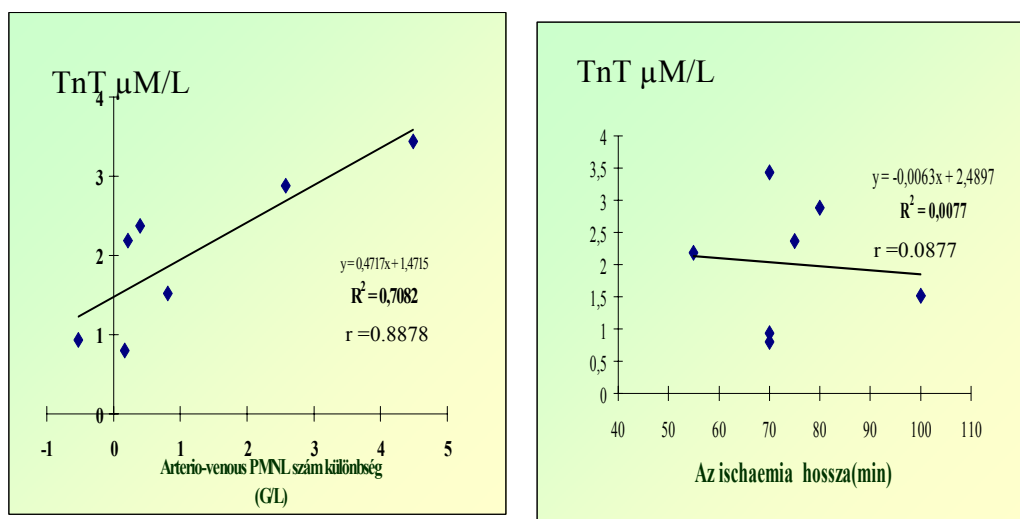 TnT µM/L
4
3
2
1
0
y = 0,4717x + 1,4715
R² = 0,7082
r =0.8878
-1 0 1 2 3 4 5
Arterio-venous PMNL szám különbség
(G/L)
TnT µM/L
4
3,5
3
2,5
2
1,5
1
0,5
0
y = -0,0063x + 2,4897
R² = 0,0077
r =0.0877
40 50 60 70 80 90 100 110
Az ischaemia hossza(min)